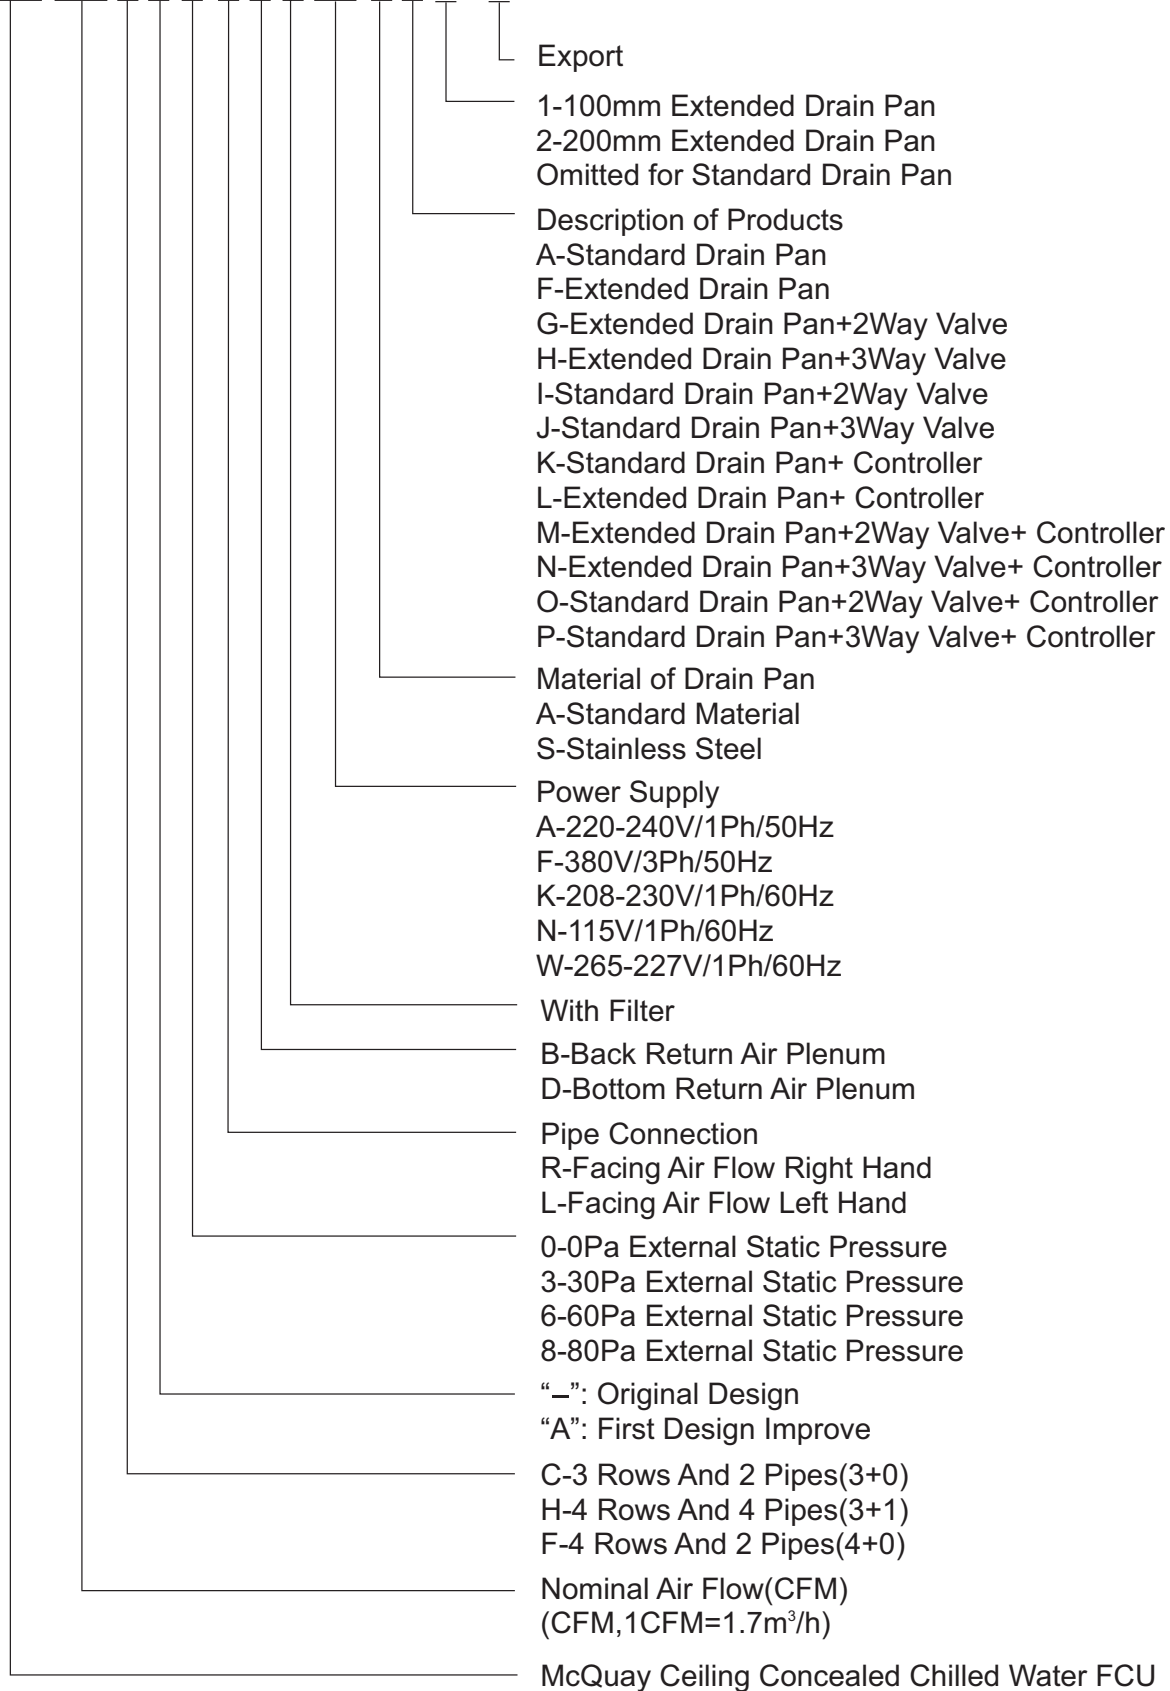 Export
1-100mm Extended Drain Pan
2-200mm Extended Drain Pan
Omitted for Standard Drain Pan
Description of Products
A-Standard Drain Pan
F-Extended Drain Pan
G-Extended Drain Pan+2Way Valve
H-Extended Drain Pan+3Way Valve
I-Standard Drain Pan+2Way Valve
J-Standard Drain Pan+3Way Valve
K-Standard Drain Pan+ Controller
L-Extended Drain Pan+ Controller
M-Extended Drain Pan+2Way Valve+ Controller
N-Extended Drain Pan+3Way Valve+ Controller
O-Standard Drain Pan+2Way Valve+ Controller
P-Standard Drain Pan+3Way Valve+ Controller
Material of Drain Pan
A-Standard Material
S-Stainless Steel
Power Supply
A-220-240V/1Ph/50Hz
F-380V/3Ph/50Hz
K-208-230V/1Ph/60Hz
N-115V/1Ph/60Hz
W-265-227V/1Ph/60Hz
With Filter
B-Back Return Air Plenum
D-Bottom Return Air Plenum
Pipe Connection
R-Facing Air Flow Right Hand
L-Facing Air Flow Left Hand
0-0Pa External Static Pressure
3-30Pa External Static Pressure
6-60Pa External Static Pressure
8-80Pa External Static Pressure
“–”: Original Design
“A”: First Design Improve
C-3 Rows And 2 Pipes(3+0)
H-4 Rows And 4 Pipes(3+1)
F-4 Rows And 2 Pipes(4+0)
Nominal Air Flow(CFM)
(CFM,1CFM=1.7m³/h)
McQuay Ceiling Concealed Chilled Water FCU